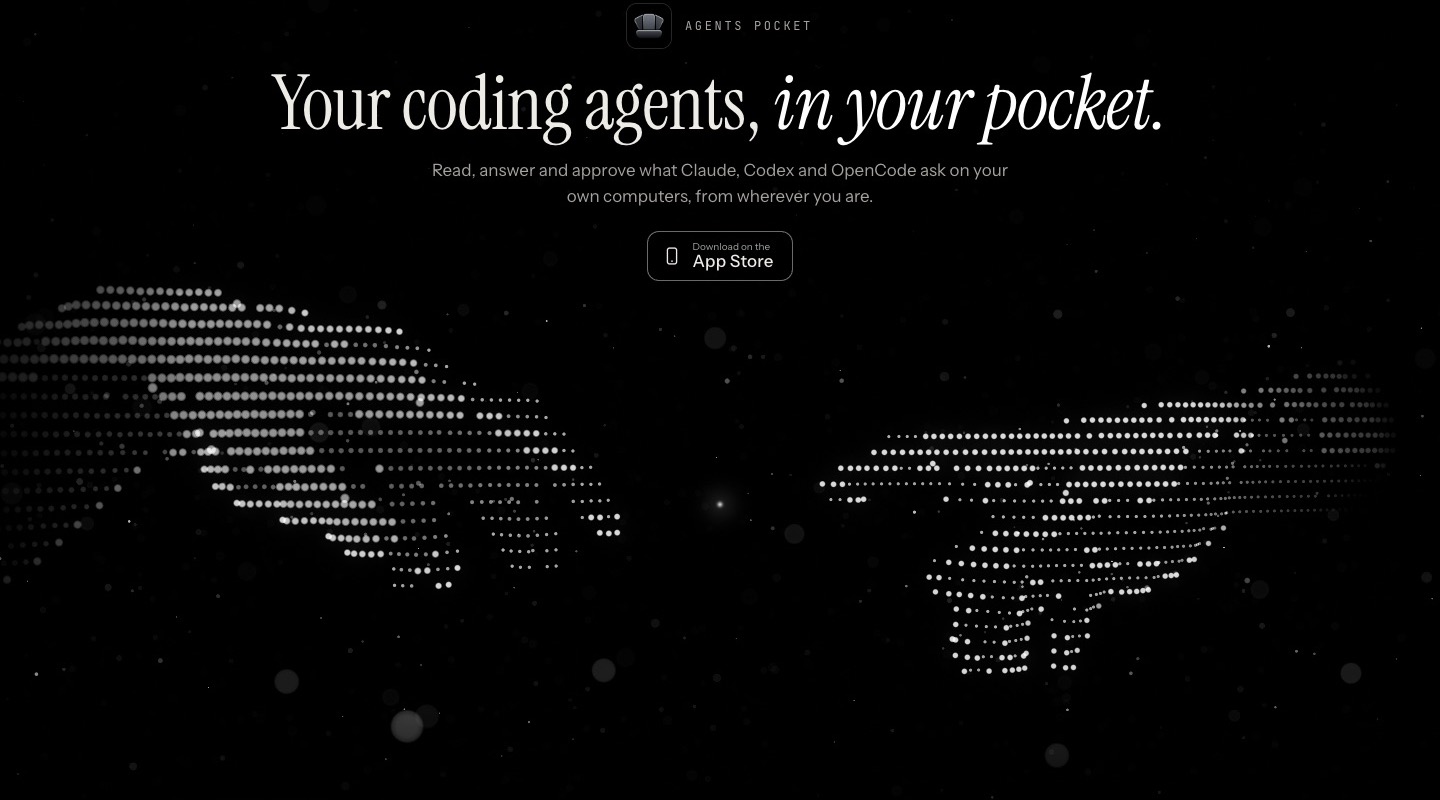 AGENTS POCKET
Your coding agents, in your pocket.
Read, answer and approve what Claude, Codex and OpenCode ask on your
own computers, from wherever you are.
Download on the
App Store